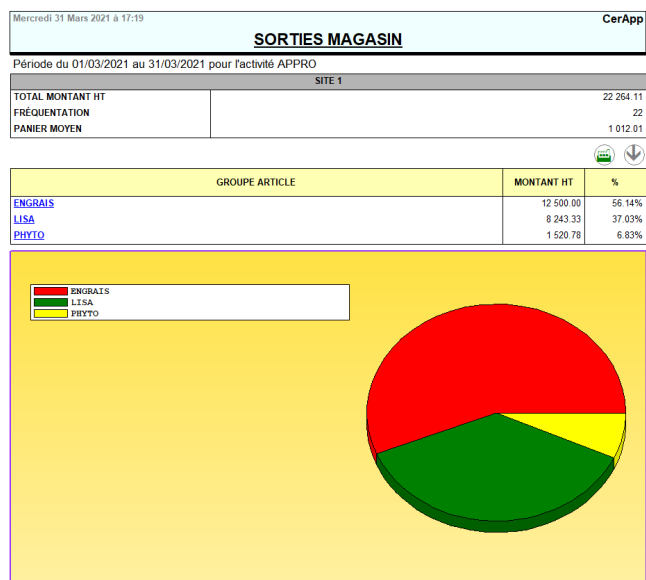 Mercredi 31 Mars 2021 à 17:19 CerApp
SORTIES MAGASIN
Période du 01/03/2021 au 31/03/2021 pour l'activité APPRO
SITE 1
TOTAL MONTANT HT 22 264.11
FRÉQUENTATION 22
PANIER MOYEN 1 012.01
GROUPE ARTICLE MONTANT HT %
ENGRAIS 12 500.00 56.14%
LISA 8 243.33 37.03%
PHYTO 1 520.78 6.83%
ENGRAIS
LISA
PHYTO